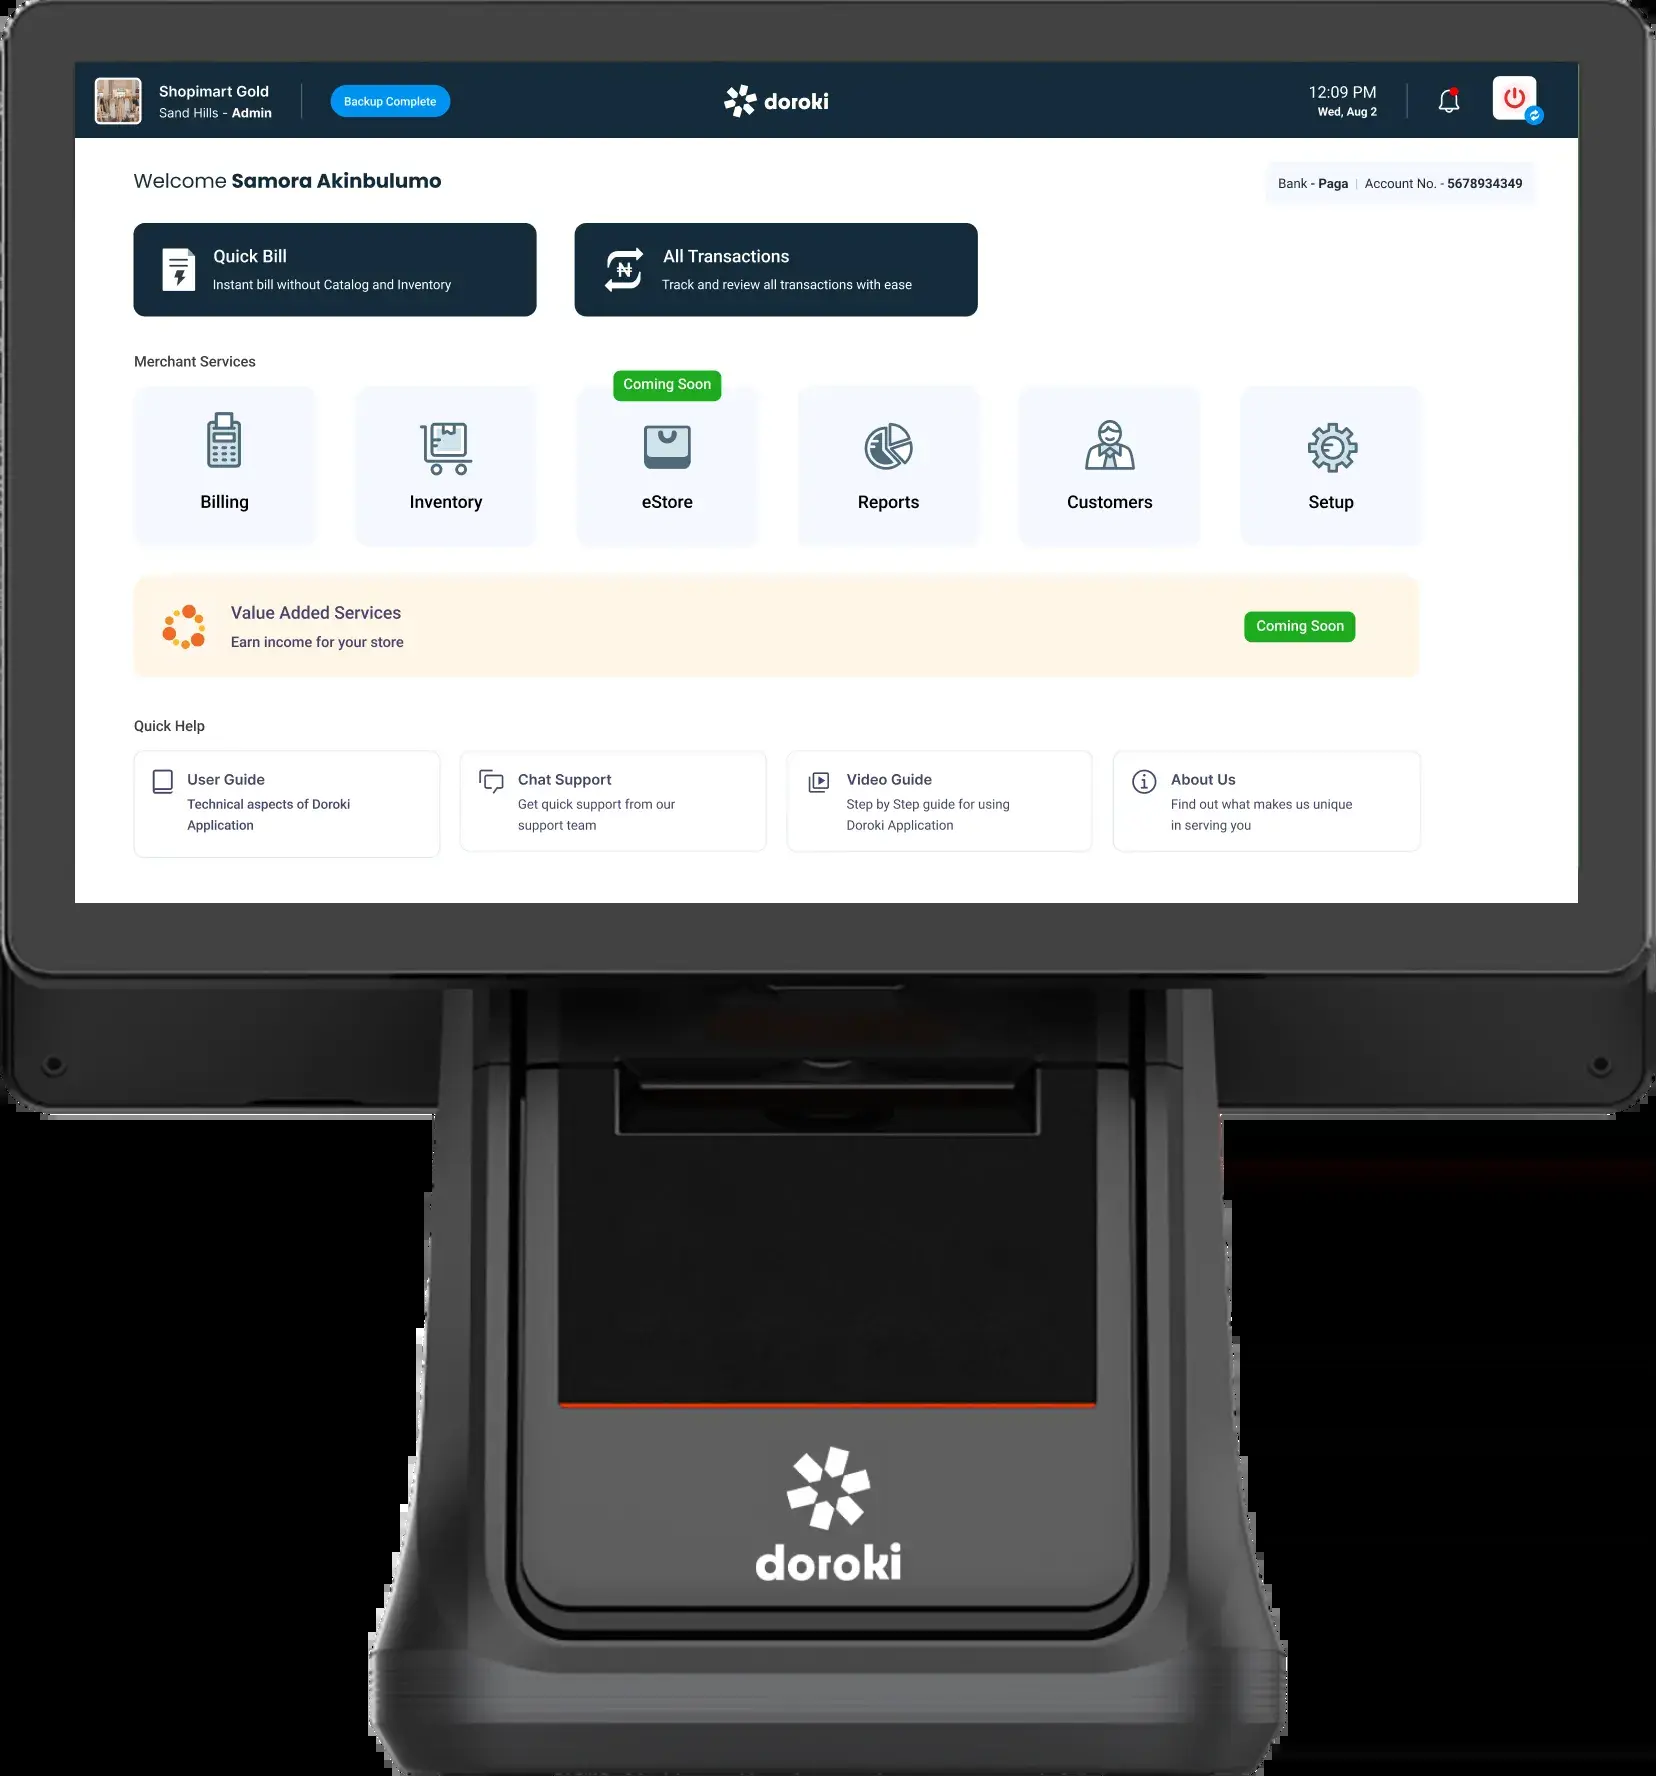 Shopimart Gold
Sand Hills - Admin
Backup Complete
doroki
12:09 PM
Wed, Aug 2
Welcome Samora Akinbulumo
Bank - Paga | Account No. - 5678934349
Quick Bill
Instant bill without Catalog and Inventory
All Transactions
Track and review all transactions with ease
Merchant Services
Coming Soon
Billing
Inventory
eStore
Reports
Customers
Setup
Value Added Services
Earn income for your store
Coming Soon
Quick Help
User Guide
Technical aspects of Doroki
Application
Chat Support
Get quick support from our
support team
Video Guide
Step by Step guide for using
Doroki Application
About Us
Find out what makes us unique
in serving you
doroki